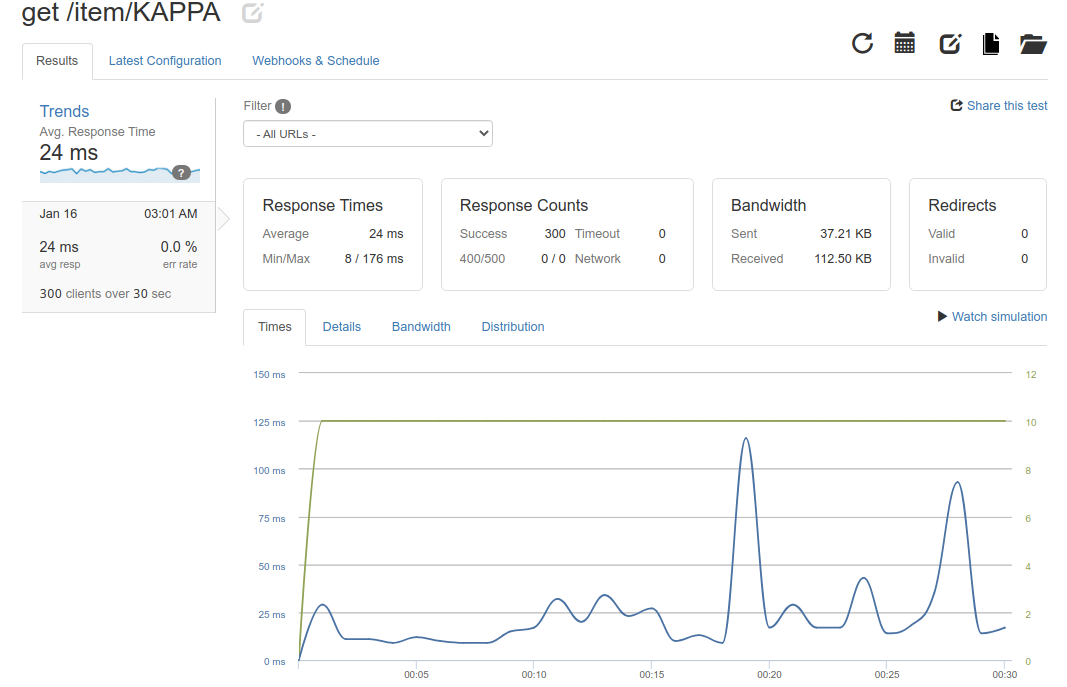 get /item/KAPPA
Results Latest Configuration Webhooks & Schedule
Trends
Avg. Response Time
24 ms
?
Jan 16 03:01 AM
24 ms 0.0 %
avg resp err rate
300 clients over 30 sec
Filter !
Share this test
- All URLs -
Response Times
Average 24 ms
Min/Max 8 / 176 ms
Response Counts
Success 300 Timeout 0
400/500 0 / 0 Network 0
Bandwidth
Sent 37.21 KB
Received 112.50 KB
Redirects
Valid 0
Invalid 0
Watch simulation
Times Details Bandwidth Distribution
150 ms 12
125 ms 10
100 ms 8
75 ms 6
50 ms 4
25 ms 2
0 ms 0
00:05 00:10 00:15 00:20 00:25 00:30